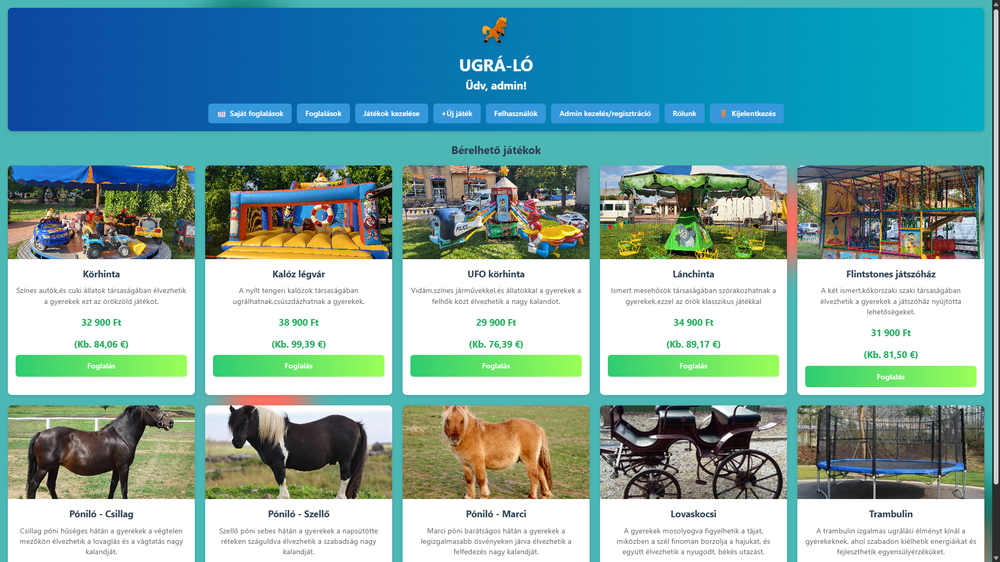 UGRÁ-LÓ
Üdv, admin!
Saját foglalások
Foglalások
Játékok kezelése
+Új játék
Felhasználók
Admin kezelés/regisztráció
Rólunk
Kijelentkezés
Bérelhető játékok
POLICE
UFO
Körhinta
Színes autók,és cuki állatok társaságában élvezhetik
a gyerekek ezt az örökzöld játékot.
32 900 Ft
(Kb. 84,06 €)
Foglalás
Kalóz légvár
A nyílt tengeri kalózok társaságában
ugrálhatnak,csúszdázhatnak a gyerekek.
38 900 Ft
(Kb. 99,39 €)
Foglalás
UFO körhinta
Vidám,színes járművekkel,és állatokkal a gyerekek a
felhők közt élvezhetik a nagy kalandot.
29 900 Ft
(Kb. 76,39 €)
Foglalás
Lánchinta
Ismert mesehősök társaságában szórakozhatnak a
gyerekek,ezzel az örök klasszikus játékkal
34 900 Ft
(Kb. 89,17 €)
Foglalás
Flintstones játszóház
A két ismert,kőkorszaki szaki társaságában
élvezhetik a gyerekek a játszóház nyújtotta
lehetőségeket.
31 900 Ft
(Kb. 81,50 €)
Foglalás
Póniló - Csillag
Csillag póni hűséges hátán a gyerekek a végtelen
mezőkön élvezhetik a lovaglás és a vágtatás nagy
kalandját.
Póniló - Szellő
Szellő póni sebes hátán a gyerekek a napsütötte
réteken száguldva élvezhetik a szabadság nagy
kalandját.
Póniló - Marci
Marci póni barátságos hátán a gyerekek a
legizgalmasabb ösvényeken járva élvezhetik a
felfedezés nagy kalandját.
Lovaskocsi
A gyerekek mosolyogva figyelhetik a tájat,
miközben a szél finoman borzolja a hajukat, és
együtt élvezhetik a nyugodt, békés utazást.
Trambulin
A trambulin izgalmas ugrálási élményt kínál a
gyerekeknek, ahol szabadon kiélhetik energiáikat és
fejleszthetik egyensúlyérzéküket.